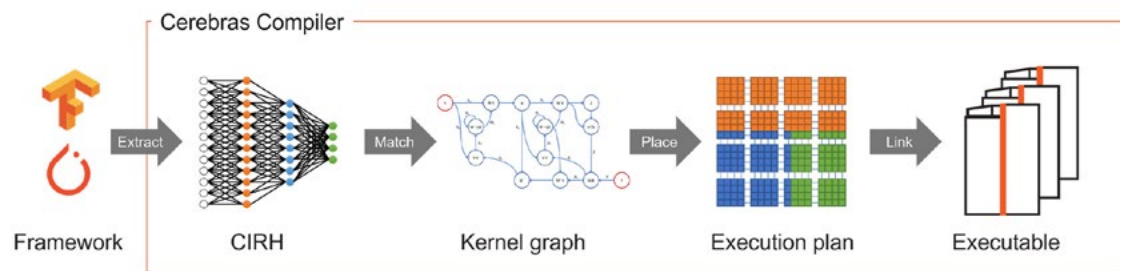 Cerebras Compiler
Extract
Match
Place
Link
Framework
CIRH
Kernel graph
Execution plan
Executable